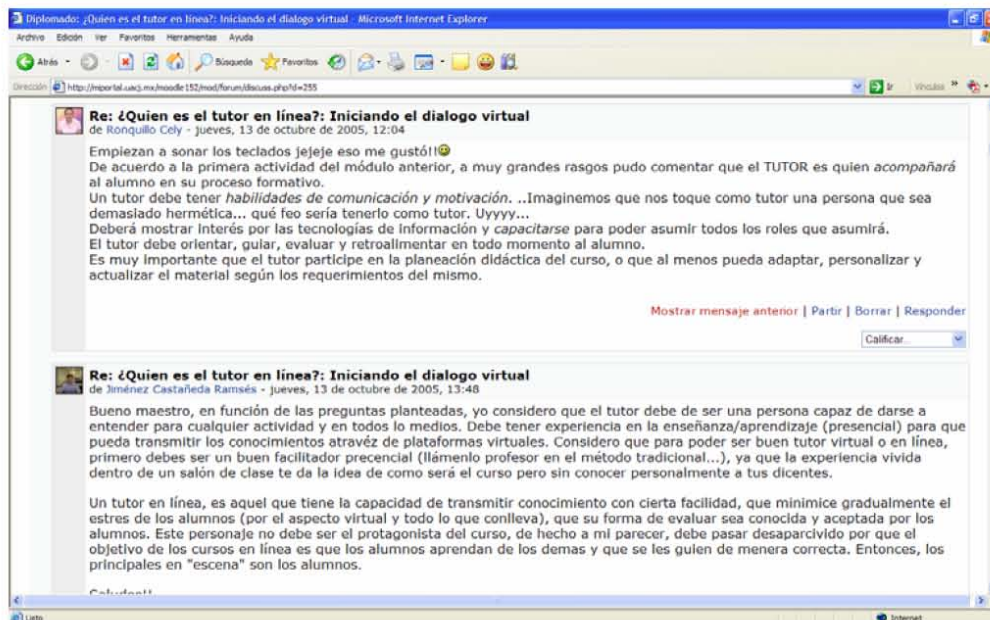 Diplomado: ¿Quien es el tutor en línea?: Iniciando el dialogo virtual - Microsoft Internet Explorer
Archivo Edición Ver Favoritos Herramientas Ayuda
Atrás Búsqueda Favoritos
Dirección http://miportal.uacj.mx/moodle152/mod/forum/discuss.php?d=255 Ir Vínculos »
Re: ¿Quien es el tutor en línea?: Iniciando el dialogo virtual
de Ronquillo Cely - jueves, 13 de octubre de 2005, 12:04
Empiezan a sonar los teclados jejeje eso me gustó!!
De acuerdo a la primera actividad del módulo anterior, a muy grandes rasgos pudo comentar que el TUTOR es quien acompañará
al alumno en su proceso formativo.
Un tutor debe tener habilidades de comunicación y motivación. ..Imaginemos que nos toque como tutor una persona que sea
demasiado hermética... qué feo sería tenerlo como tutor. Uyyyy...
Deberá mostrar interés por las tecnologías de información y capacitarse para poder asumir todos los roles que asumirá.
El tutor debe orientar, guiar, evaluar y retroalimentar en todo momento al alumno.
Es muy importante que el tutor participe en la planeación didáctica del curso, o que al menos pueda adaptar, personalizar y
actualizar el material según los requerimientos del mismo.
Mostrar mensaje anterior | Partir | Borrar | Responder
Calificar...
Re: ¿Quien es el tutor en línea?: Iniciando el dialogo virtual
de Jiménez Castañeda Ramsés - jueves, 13 de octubre de 2005, 13:48
Bueno maestro, en función de las preguntas planteadas, yo considero que el tutor debe de ser una persona capaz de darse a
entender para cualquier actividad y en todos lo medios. Debe tener experiencia en la enseñanza/aprendizaje (presencial) para que
pueda transmitir los conocimientos atravéz de plataformas virtuales. Considero que para poder ser buen tutor virtual o en línea,
primero debes ser un buen facilitador precencial (llámenlo profesor en el método tradicional...), ya que la experiencia vivida
dentro de un salón de clase te da la idea de como será el curso pero sin conocer personalmente a tus dicentes.
Un tutor en línea, es aquel que tiene la capacidad de transmitir conocimiento con cierta facilidad, que minimice gradualmente el
estres de los alumnos (por el aspecto virtual y todo lo que conlleva), que su forma de evaluar sea conocida y aceptada por los
alumnos. Este personaje no debe ser el protagonista del curso, de hecho a mi parecer, debe pasar desaparcivido por que el
objetivo de los cursos en línea es que los alumnos aprendan de los demas y que se les guien de menera correcta. Entonces, los
principales en "escena" son los alumnos.
Saludos!!
Listo Internet